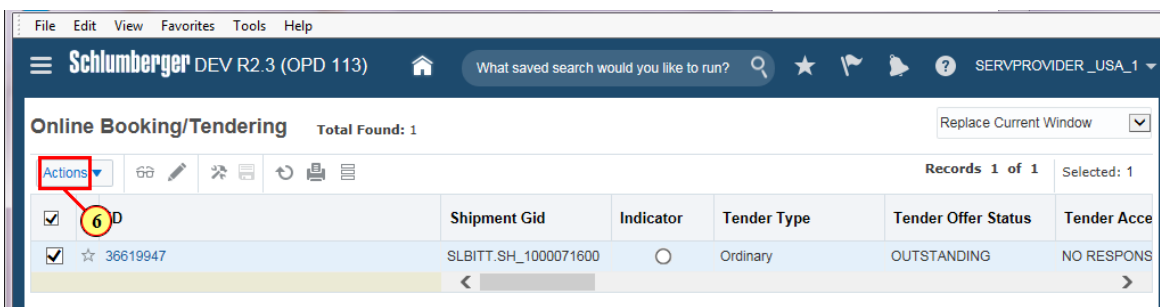 File Edit View Favorites Tools Help
Schlumberger DEV R2.3 (OPD 113) What saved search would you like to run? SERVPROVIDER_USA_1
Online Booking/Tendering Total Found: 1 Replace Current Window
Actions Records 1 of 1 Selected: 1
6 D Shipment Gid Indicator Tender Type Tender Offer Status Tender Acce
36619947 SLBITT.SH_1000071600 Ordinary OUTSTANDING NO RESPONS